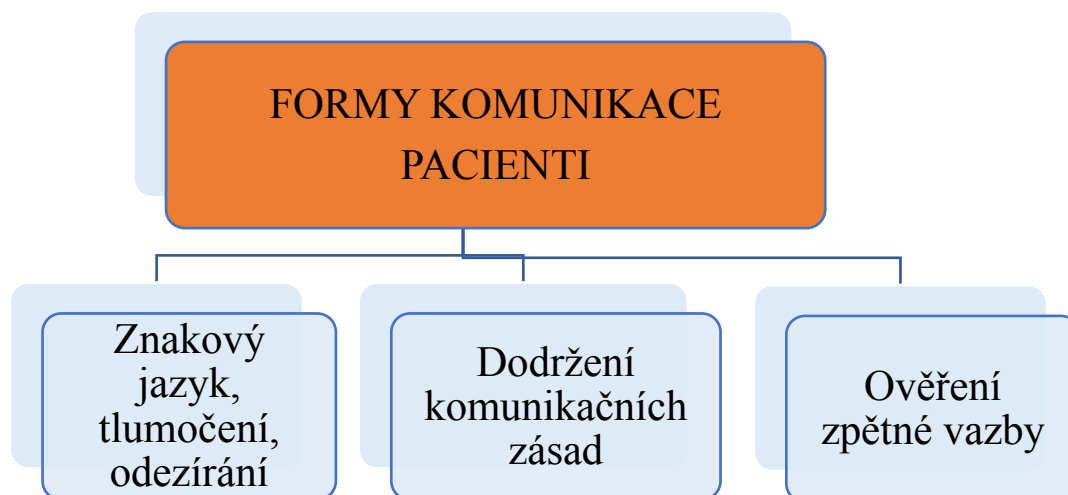 FORMY KOMUNIKACE
PACIENTI
Znakový
jazyk,
tlumočení,
odezírání
Dodržení
komunikačních
zásad
Ověření
zpětné vazby